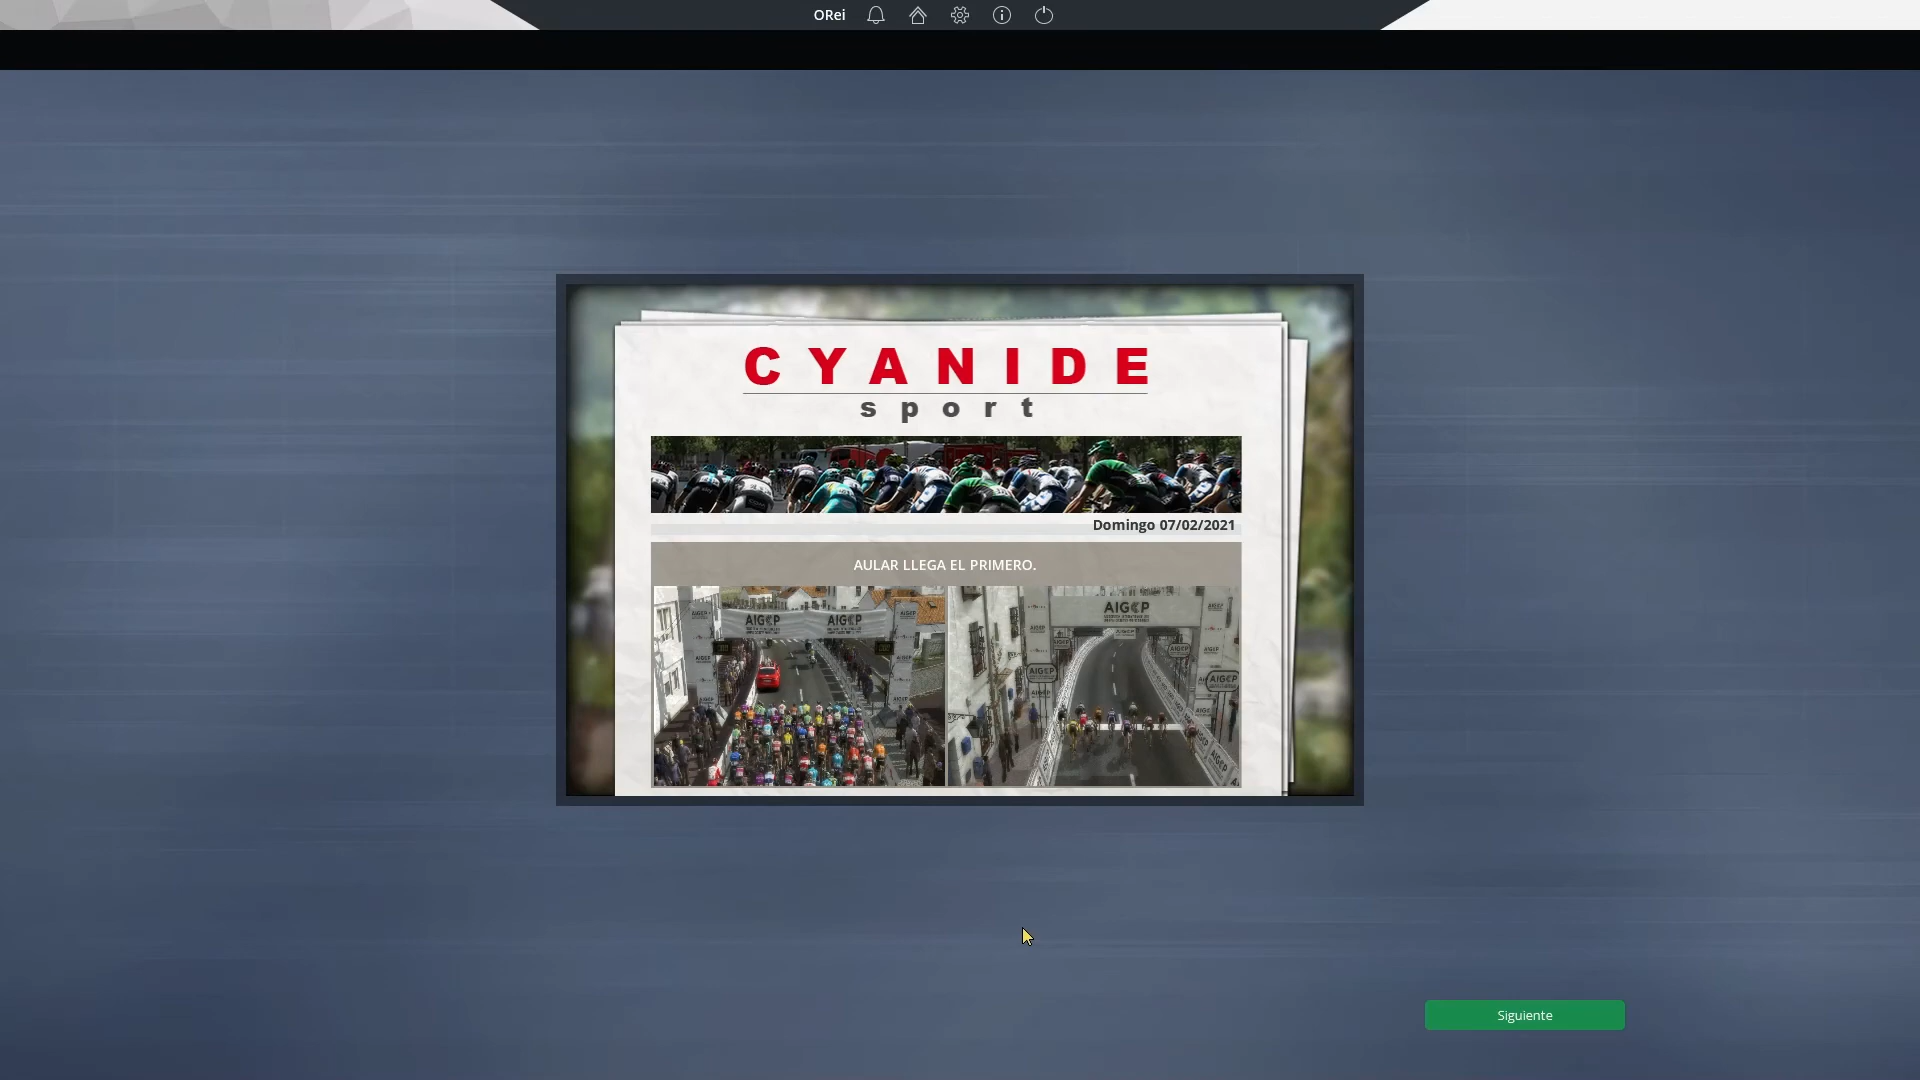 ORei
CYANIDE
sport
Domingo 07/02/2021
AULAR LLEGA EL PRIMERO.
AIGCP AIGCP
AIGCP
Siguiente